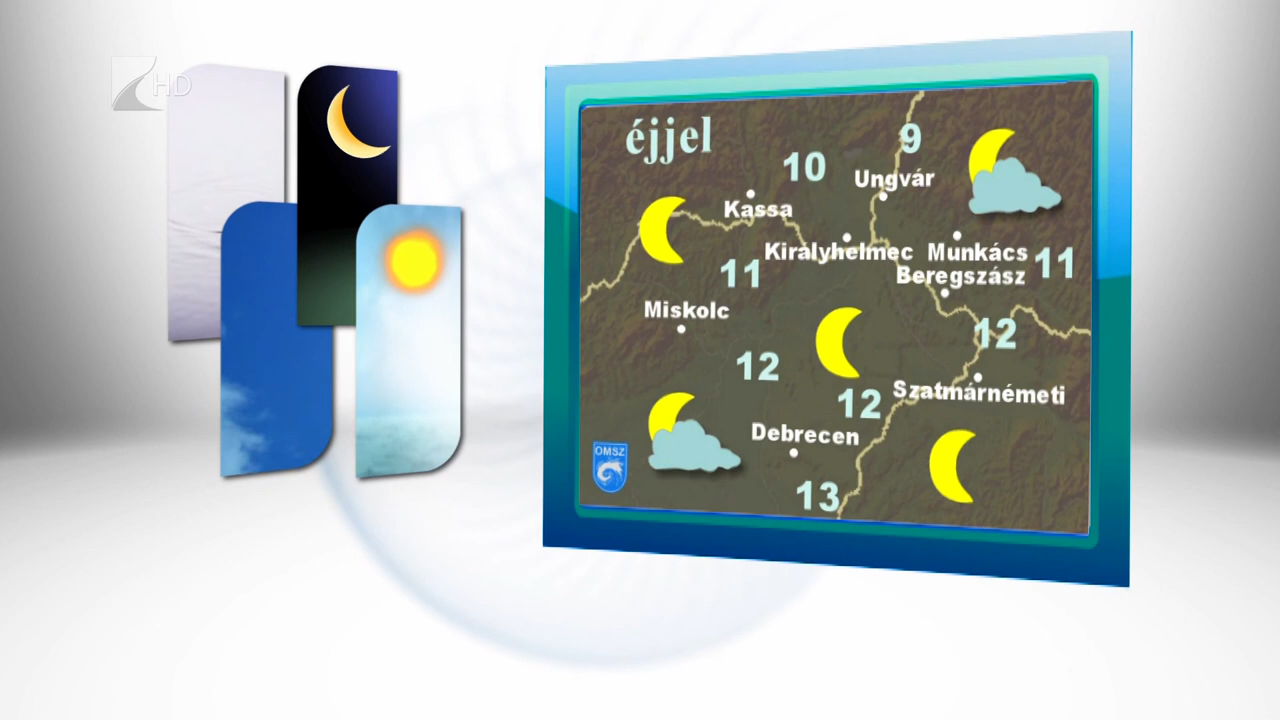 HD
éjjel
9
10
Ungvár
Kassa
Királyhelmec
Munkács
11
11
Beregszász
Miskolc
12
12
Szatmárnémeti
12
Debrecen
OMSZ
13